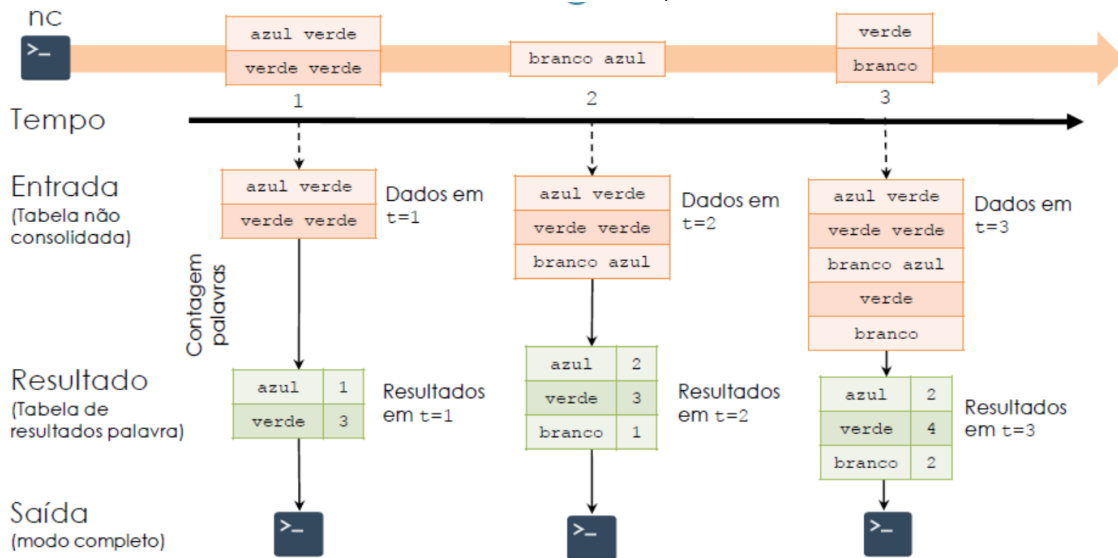 nc
>_
azul verde
verde verde
branco azul
verde
branco
1
2
3
Tempo
Entrada
(Tabela não
consolidada)
azul verde
verde verde
Dados em
t=1
azul verde
verde verde
branco azul
Dados em
t=2
azul verde
verde verde
branco azul
verde
branco
Dados em
t=3
Contagem
palavras
Resultado
(Tabela de
resultados palavra)
azul 1
verde 3
Resultados
em t=1
azul 2
verde 3
branco 1
Resultados
em t=2
azul 2
verde 4
branco 2
Resultados
em t=3
Saída
(modo completo)
>_
>_
>_